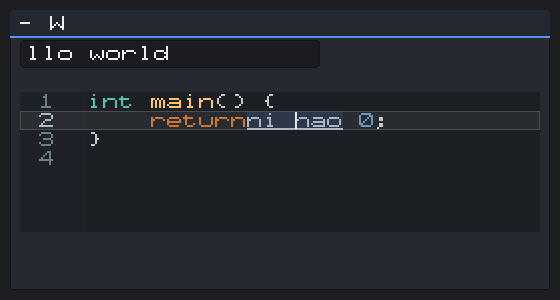 – W
llo world
1 int main() {
2 returnni hao 0;
3 }
4